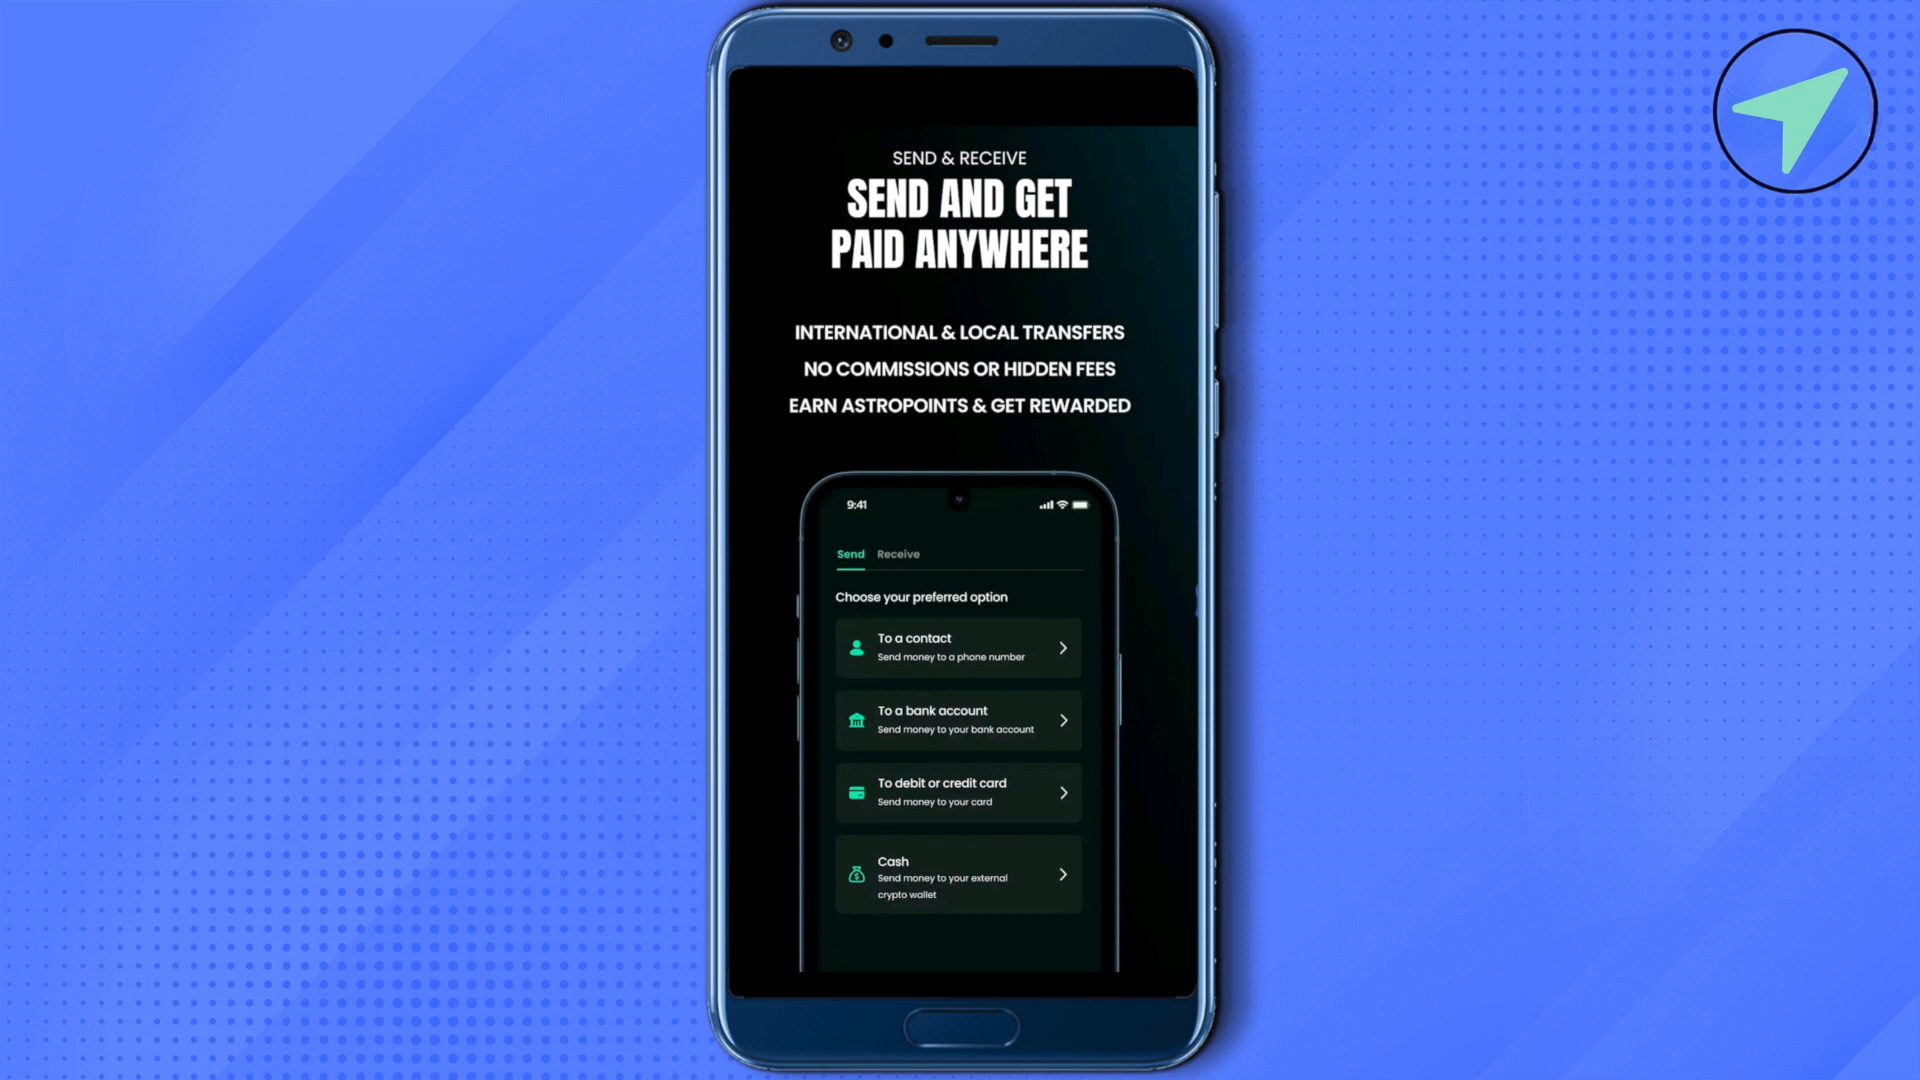 SEND & RECEIVE
SEND AND GET
PAID ANYWHERE
INTERNATIONAL & LOCAL TRANSFERS
NO COMMISSIONS OR HIDDEN FEES
EARN ASTROPOINTS & GET REWARDED
9:41
Send Receive
Choose your preferred option
To a contact
Send money to a phone number
To a bank account
Send money to your bank account
To debit or credit card
Send money to your card
Cash
Send money to your external
crypto wallet